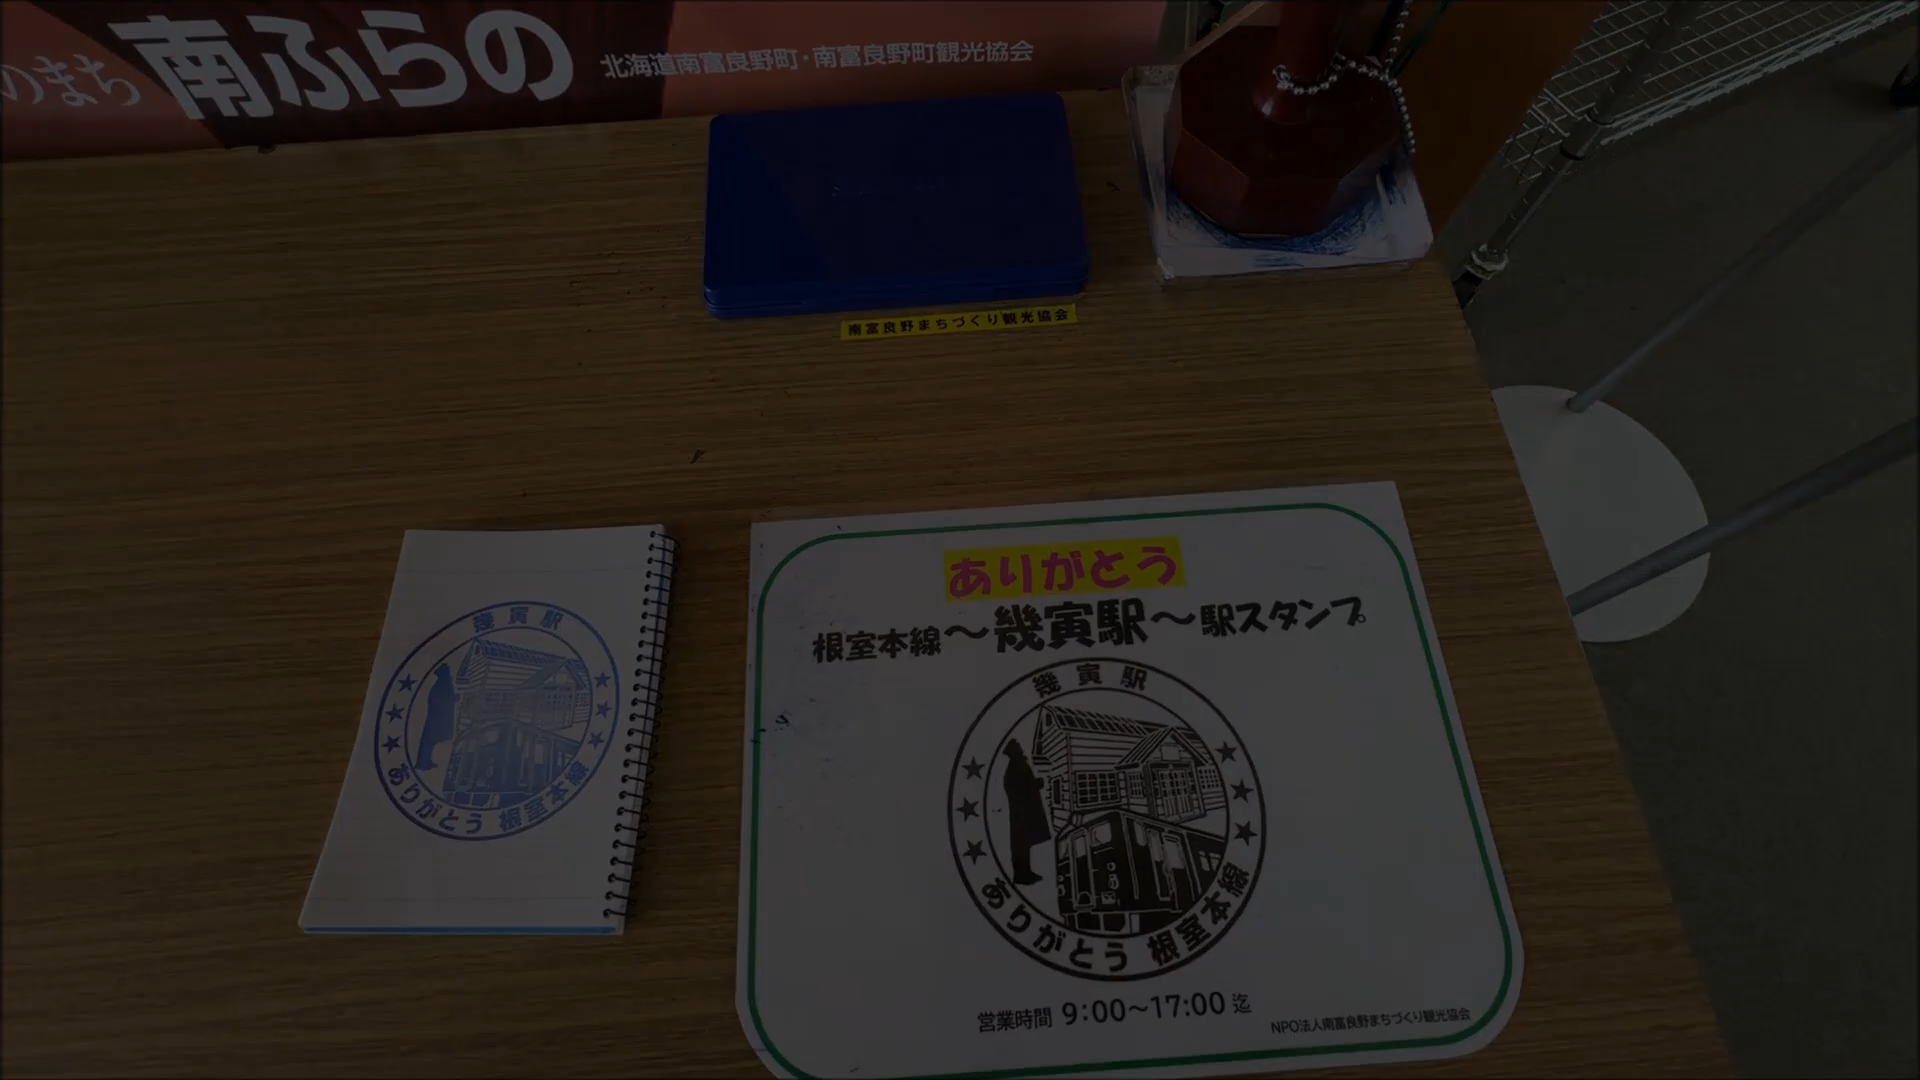 のまち 南ふらの 北海道南富良野町・南富良野町観光協会
南富良野まちづくり観光協会
幾寅駅
ありがとう 根室本線
ありがとう
根室本線～幾寅駅～駅スタンプ
幾寅駅
ありがとう 根室本線
営業時間 9:00～17:00 迄
NPO法人南富良野まちづくり観光協会